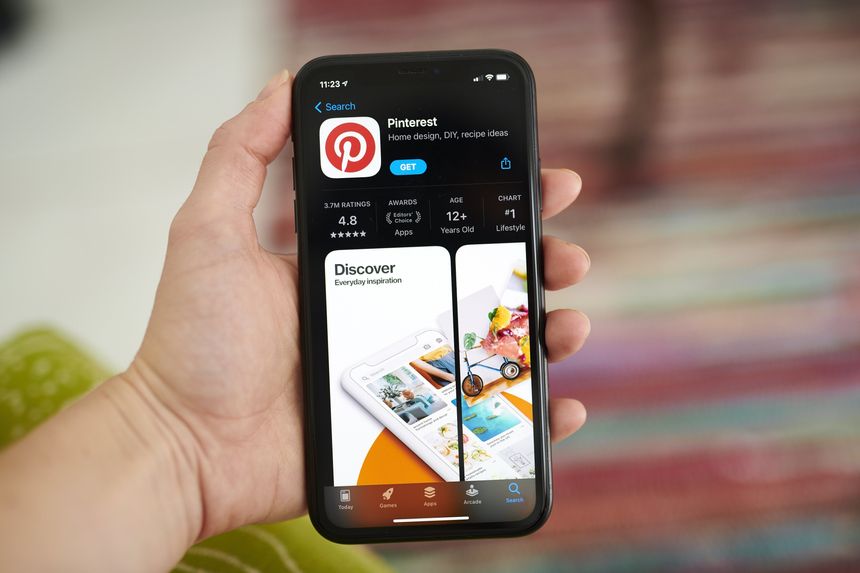 11:23
Search
Pinterest
Home design, DIY, recipe ideas
GET
3.7M RATINGS
4.8
AWARDS
Editors'
Choice
Apps
AGE
12+
Years Old
CHART
#1
Lifestyle
Discover
Everyday inspiration
Today
Games
Apps
Arcade
Search